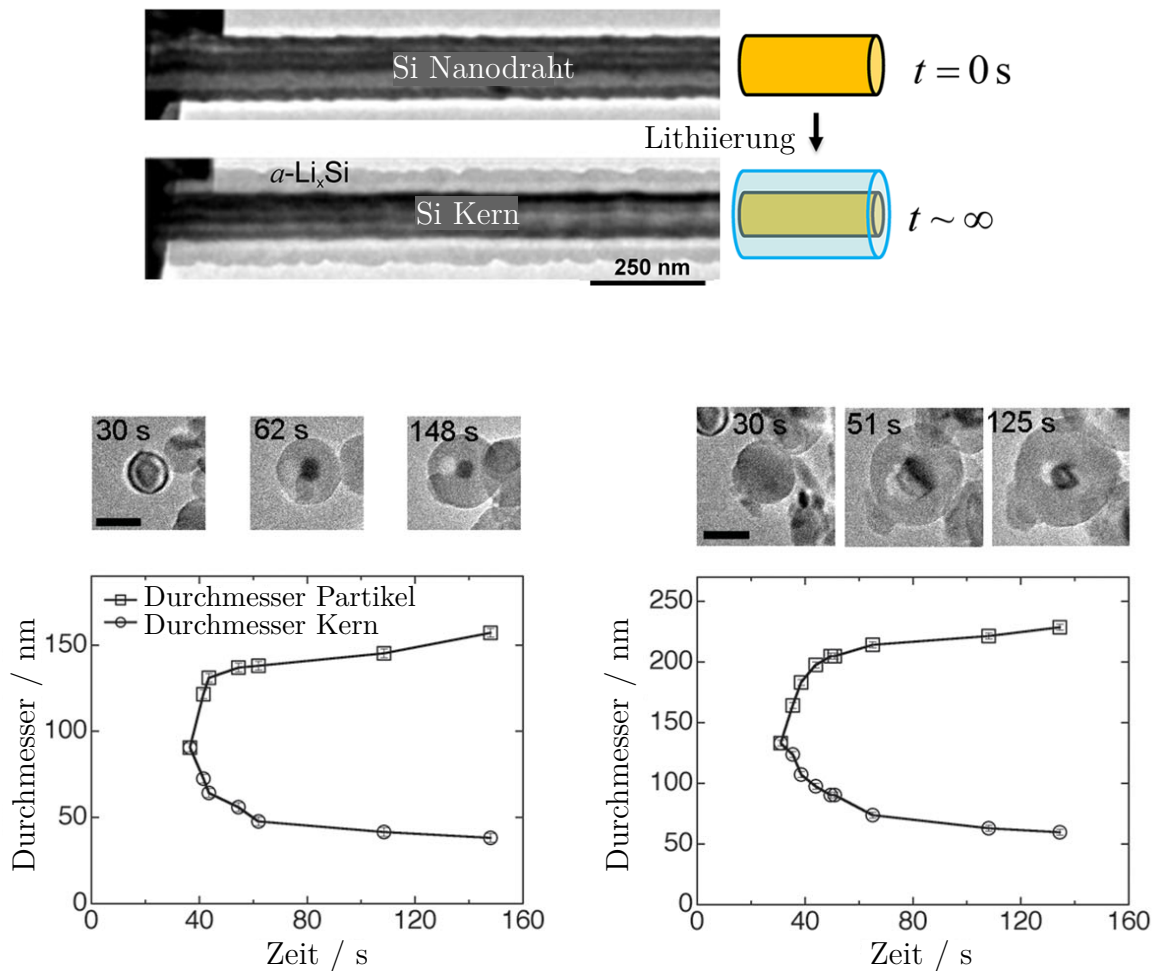 Si Nanodraht
t = 0 s
Lithiierung
a-LixSi
Si Kern
t ~ ∞
250 nm
30 s
62 s
148 s
30 s
51 s
125 s
Durchmesser Partikel
Durchmesser Kern
Durchmesser / nm
150
100
50
0
0
40
80
120
160
Zeit / s
Durchmesser / nm
250
200
150
100
50
0
0
40
80
120
160
Zeit / s